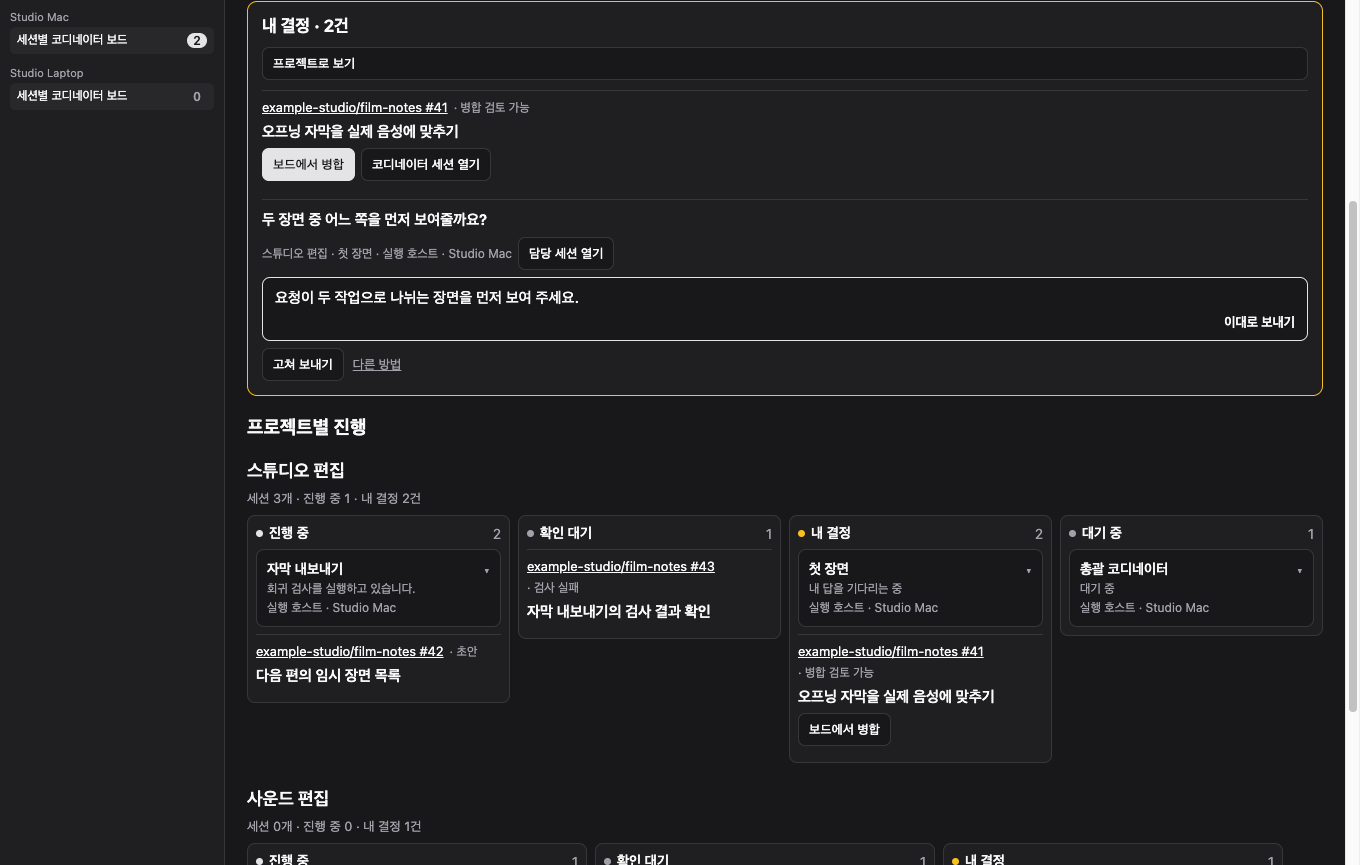 Studio Mac
세션별 코디네이터 보드 2
Studio Laptop
세션별 코디네이터 보드 0
내 결정 · 2건
프로젝트로 보기
example-studio/film-notes #41 · 병합 검토 가능
오프닝 자막을 실제 음성에 맞추기
보드에서 병합 코디네이터 세션 열기
두 장면 중 어느 쪽을 먼저 보여줄까요?
스튜디오 편집 · 첫 장면 · 실행 호스트 · Studio Mac 담당 세션 열기
요청이 두 작업으로 나뉘는 장면을 먼저 보여 주세요.
이대로 보내기
고쳐 보내기 다른 방법
프로젝트별 진행
스튜디오 편집
세션 3개 · 진행 중 1 · 내 결정 2건
진행 중 2
자막 내보내기
회귀 검사를 실행하고 있습니다.
실행 호스트 · Studio Mac
example-studio/film-notes #42 · 초안
다음 편의 임시 장면 목록
확인 대기 1
example-studio/film-notes #43
· 검사 실패
자막 내보내기의 검사 결과 확인
내 결정 2
첫 장면
내 답을 기다리는 중
실행 호스트 · Studio Mac
example-studio/film-notes #41
· 병합 검토 가능
오프닝 자막을 실제 음성에 맞추기
보드에서 병합
대기 중 1
총괄 코디네이터
대기 중
실행 호스트 · Studio Mac
사운드 편집
세션 0개 · 진행 중 0 · 내 결정 1건
진행 중 1
확인 대기 1
내 결정 1